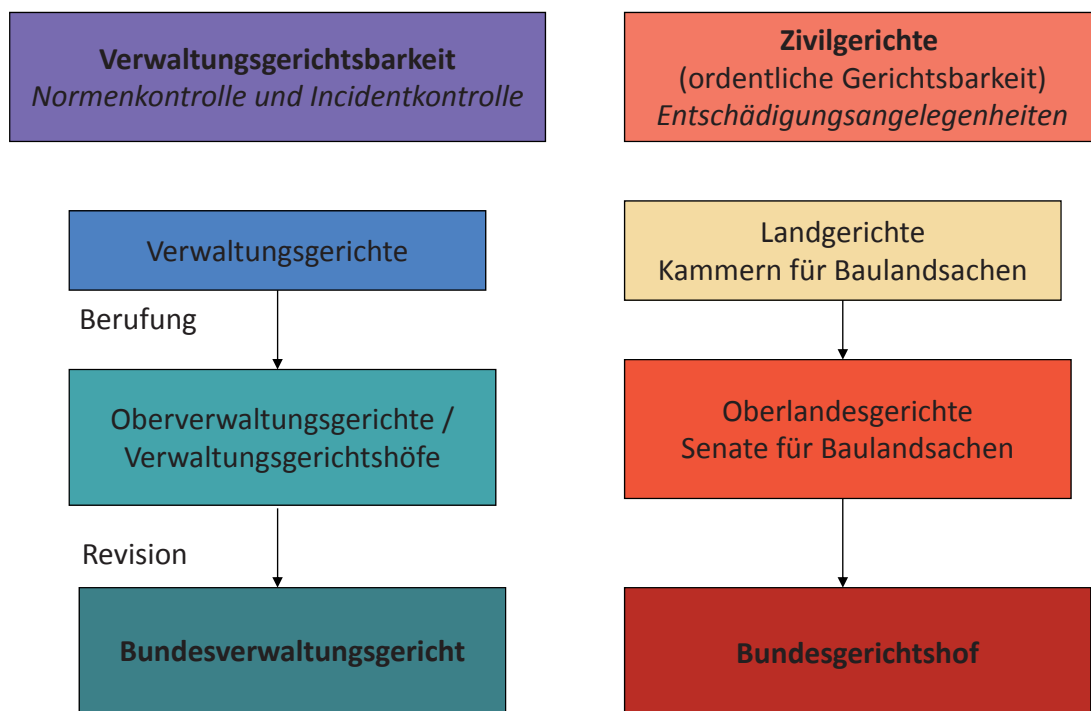 Verwaltungsgerichtsbarkeit
Normenkontrolle und Incidentkontrolle
Verwaltungsgerichte
Berufung
Oberverwaltungsgerichte /
Verwaltungsgerichtshöfe
Revision
Bundesverwaltungsgericht
Zivilgerichte
(ordentliche Gerichtsbarkeit)
Entschädigungsangelegenheiten
Landgerichte
Kammern für Baulandsachen
Oberlandesgerichte
Senate für Baulandsachen
Bundesgerichtshof